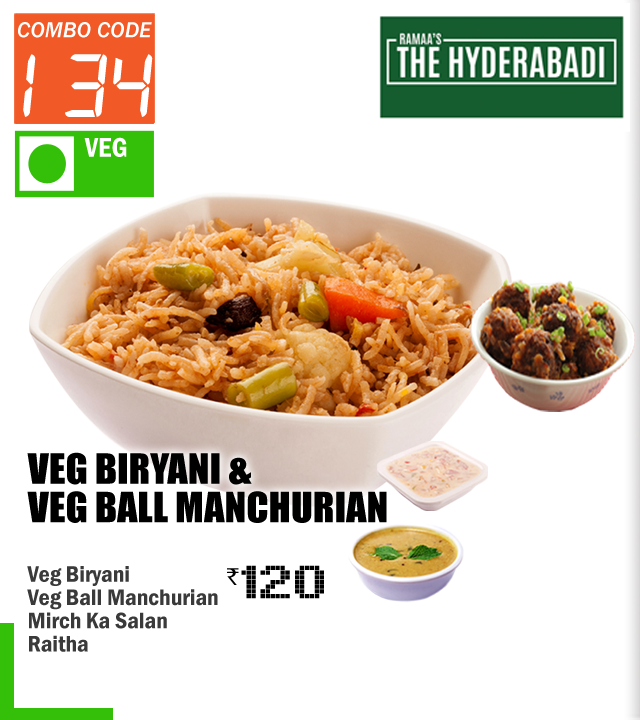 COMBO CODE
134
VEG
RAMAA'S
THE HYDERABADI
VEG BIRYANI &
VEG BALL MANCHURIAN
Veg Biryani
Veg Ball Manchurian
Mirch Ka Salan
Raitha
₹120